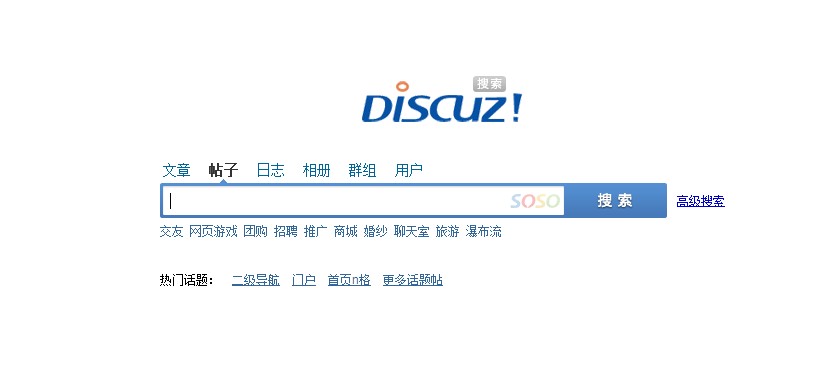 搜索
DISCUZ!
文章 帖子 日志 相册 群组 用户
SOSO 搜索 高级搜索
交友 网页游戏 团购 招聘 推广 商城 婚纱 聊天室 旅游 瀑布流
热门话题: 二级导航 门户 首页n格 更多话题帖